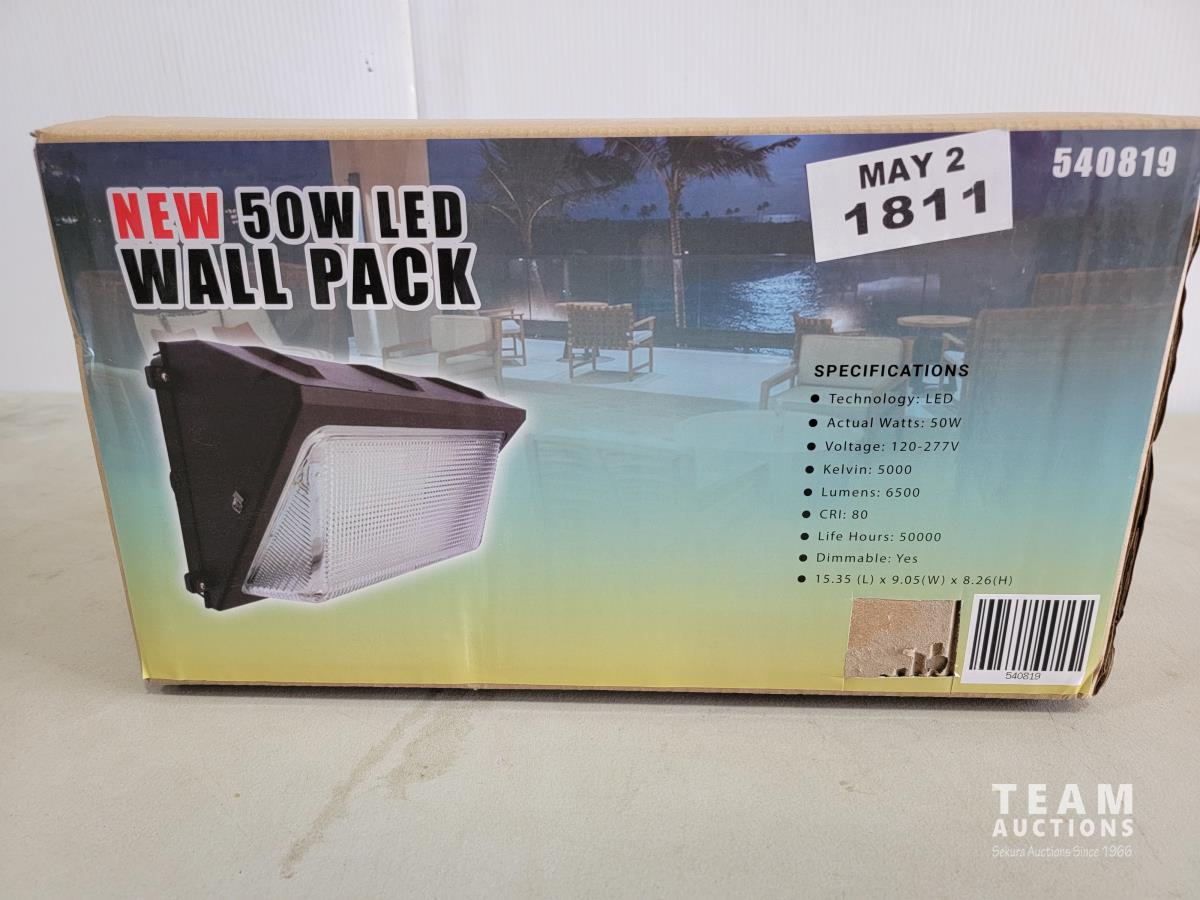 NEW 50W LED
WALL PACK
MAY 2
1811
540819
SPECIFICATIONS
● Technology: LED
● Actual Watts: 50W
● Voltage: 120-277V
● Kelvin: 5000
● Lumens: 6500
● CRI: 80
● Life Hours: 50000
● Dimmable: Yes
● 15.35 (L) x 9.05(W) x 8.26(H)
540819
TEAM
AUCTIONS
Sekura Auctions Since 1966